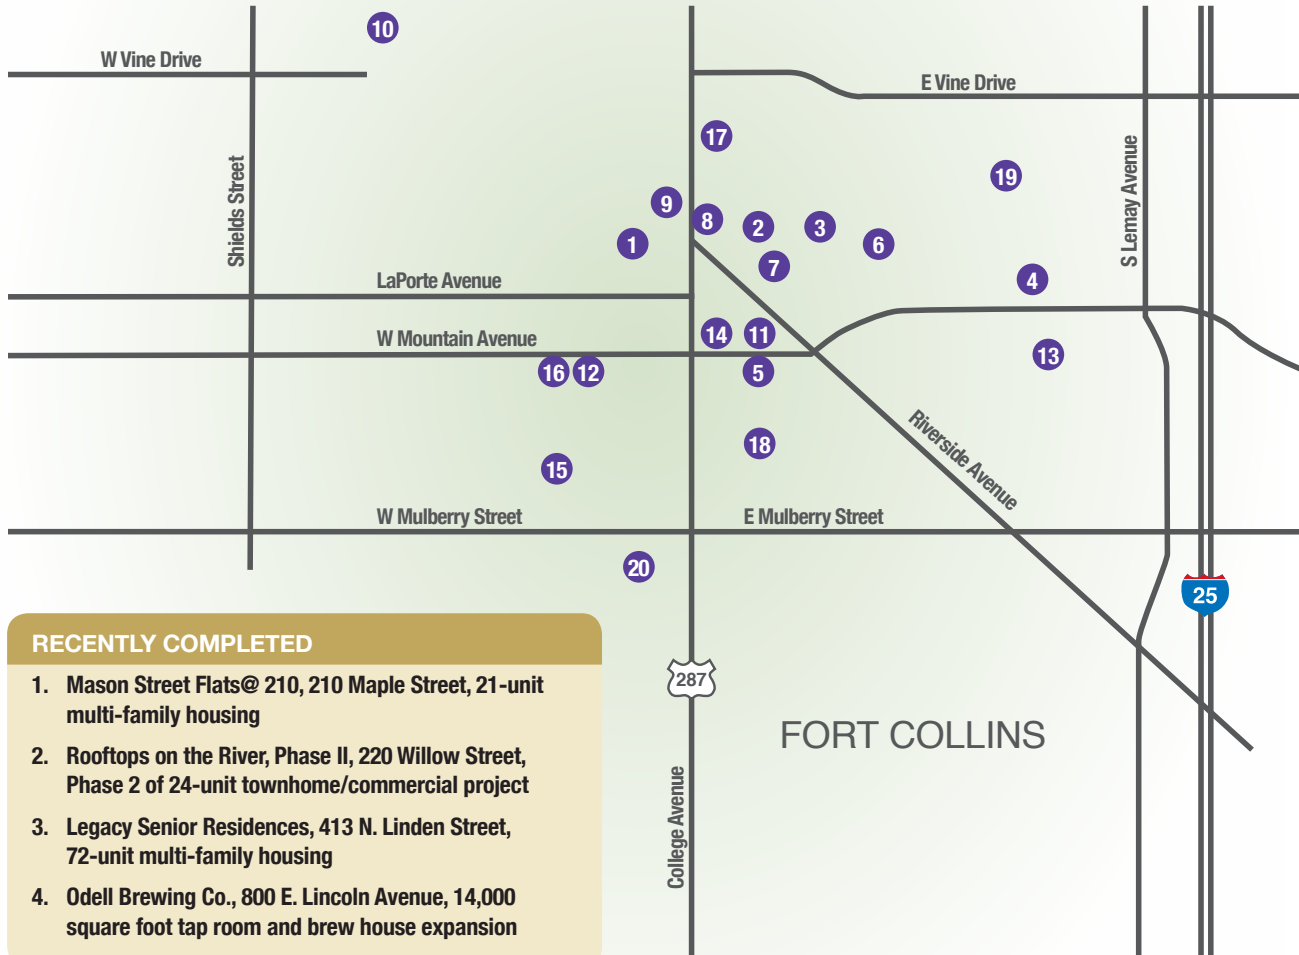 10
W Vine Drive
E Vine Drive
17
Shields Street
S Lemay Avenue
19
9
8
2
3
1
6
7
4
LaPorte Avenue
14
11
W Mountain Avenue
13
16
12
5
Riverside Avenue
18
15
W Mulberry Street
E Mulberry Street
20
25
RECENTLY COMPLETED
1. Mason Street Flats@ 210, 210 Maple Street, 21-unit
multi-family housing
2. Rooftops on the River, Phase II, 220 Willow Street,
Phase 2 of 24-unit townhome/commercial project
3. Legacy Senior Residences, 413 N. Linden Street,
72-unit multi-family housing
4. Odell Brewing Co., 800 E. Lincoln Avenue, 14,000
square foot tap room and brew house expansion
287
FORT COLLINS
College Avenue